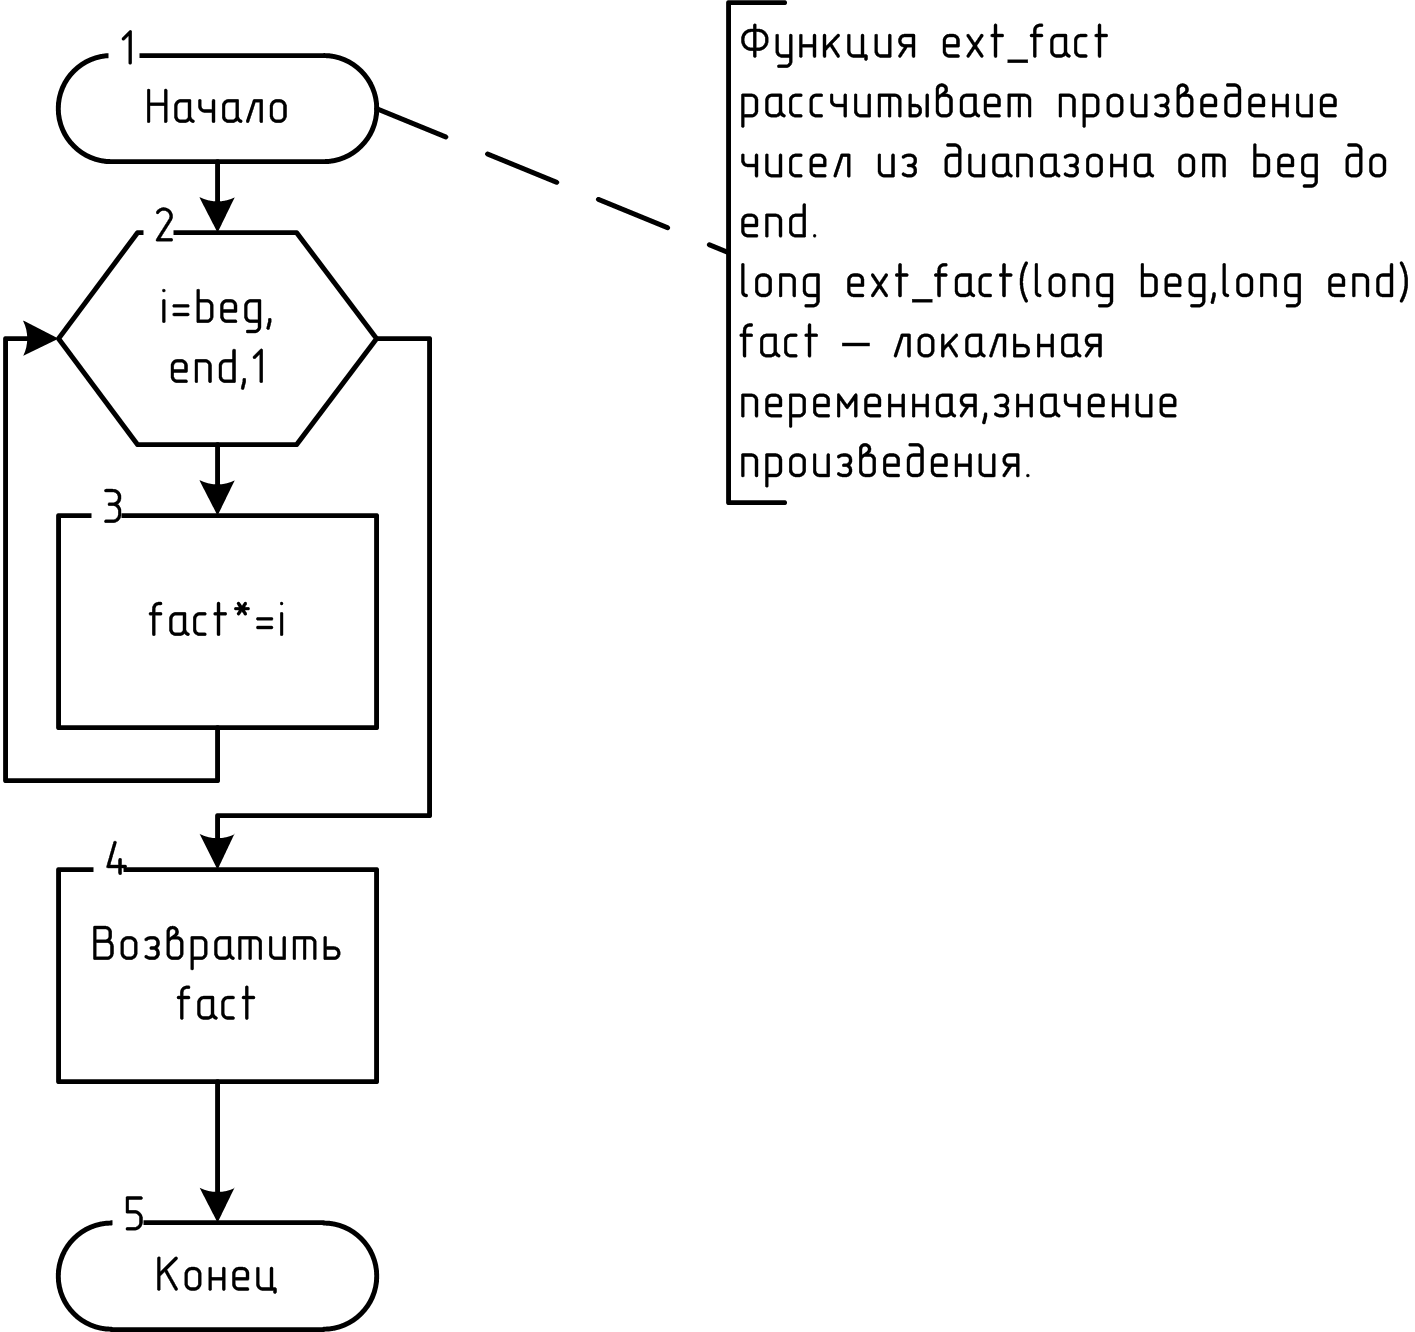 1
Начало
Функция ext_fact
рассчитывает произведение
чисел из диапазона от beg до
end.
long ext_fact(long beg,long end)
fact – локальная
переменная,значение
произведения.
2
i=beg,
end,1
3
fact*=i
4
Возвратить
fact
5
Конец